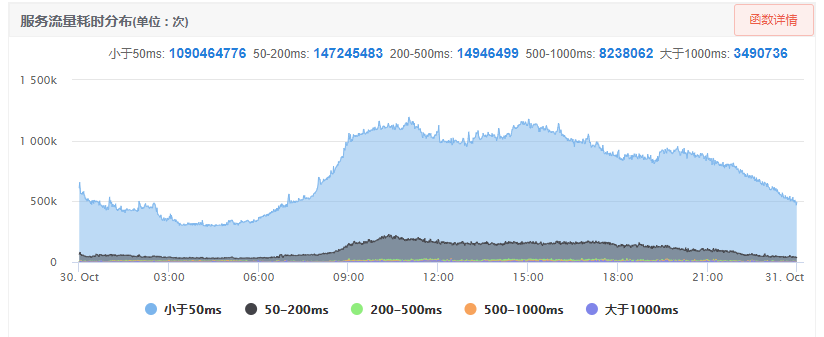 服务流量耗时分布(单位：次)
函数详情
小于50ms: 1090464776 50-200ms: 147245483 200-500ms: 14946499 500-1000ms: 8238062 大于1000ms: 3490736
1 500k
1 000k
500k
0
30. Oct 03:00 06:00 09:00 12:00 15:00 18:00 21:00 31. Oct
小于50ms 50-200ms 200-500ms 500-1000ms 大于1000ms